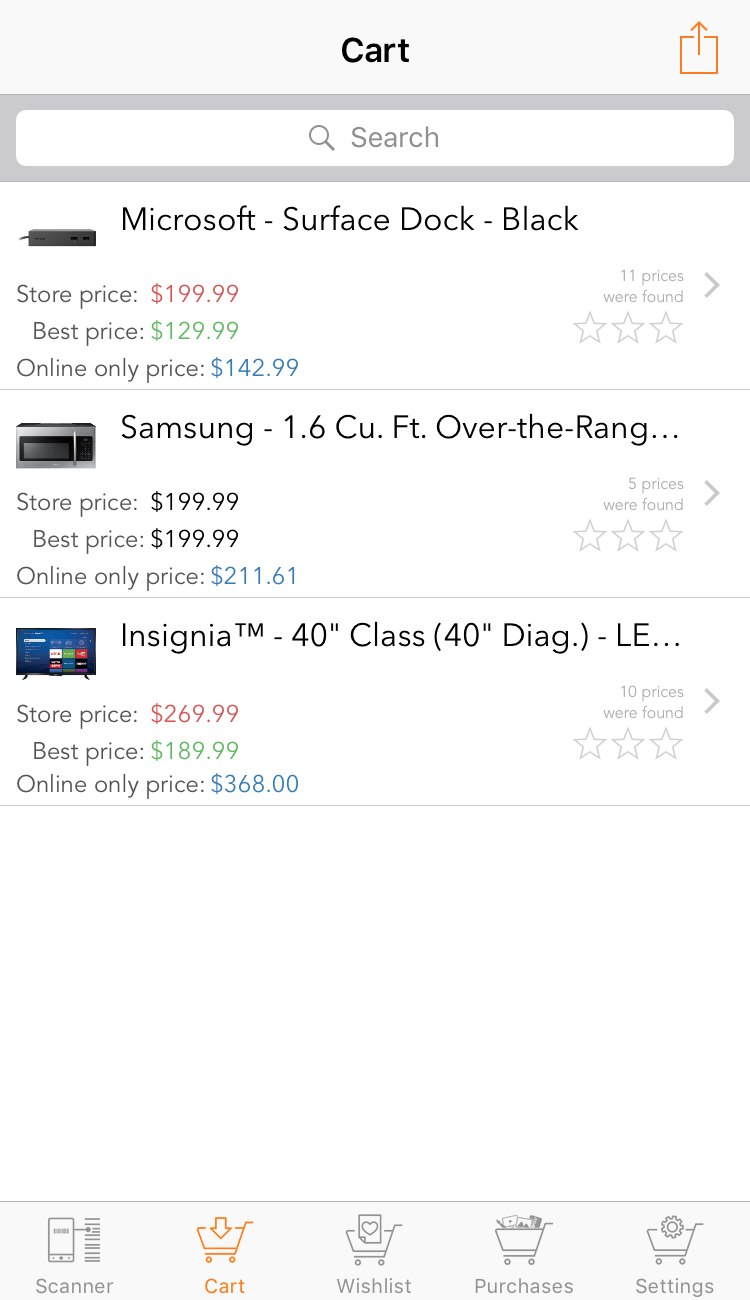 Cart
Search
Microsoft - Surface Dock - Black
Store price: $199.99
11 prices
were found
Best price: $129.99
Online only price: $142.99
Samsung - 1.6 Cu. Ft. Over-the-Rang...
Store price: $199.99
5 prices
were found
Best price: $199.99
Online only price: $211.61
Insignia™ - 40" Class (40" Diag.) - LE...
Store price: $269.99
10 prices
were found
Best price: $189.99
Online only price: $368.00
Scanner
Cart
Wishlist
Purchases
Settings